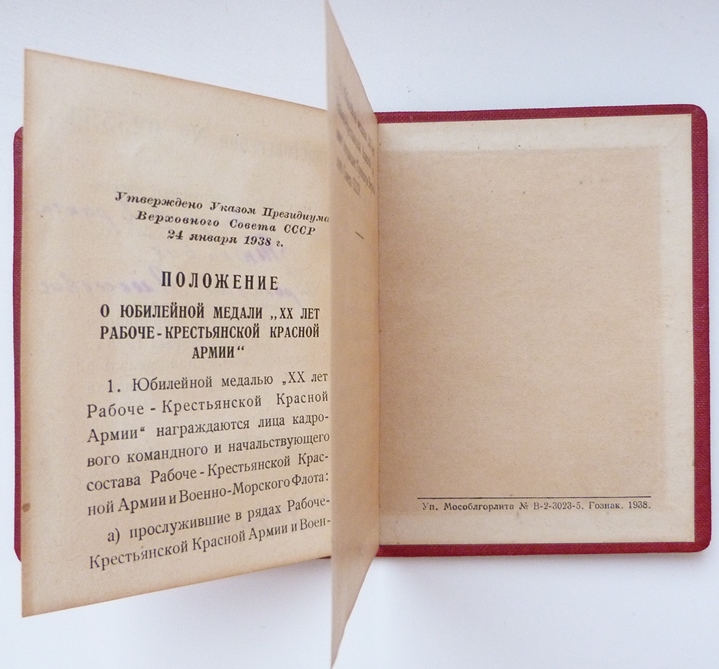 Утверждено Указом Президиума
Верховного Совета СССР
24 января 1938 г.
ПОЛОЖЕНИЕ
О ЮБИЛЕЙНОЙ МЕДАЛИ „XX ЛЕТ
РАБОЧЕ-КРЕСТЬЯНСКОЙ КРАСНОЙ
АРМИИ“
1. Юбилейной медалью „XX лет
Рабоче - Крестьянской Красной
Армии“ награждаются лица кадро-
вого командного и начальствующего
состава Рабоче-Крестьянской Крас-
ной Армии и Военно-Морского Флота:
а) прослужившие в рядах Рабоче-
Крестьянской Красной Армии и Воен-
Уп. Мособлгорлита № В-2-3023-5. Гознак. 1938.